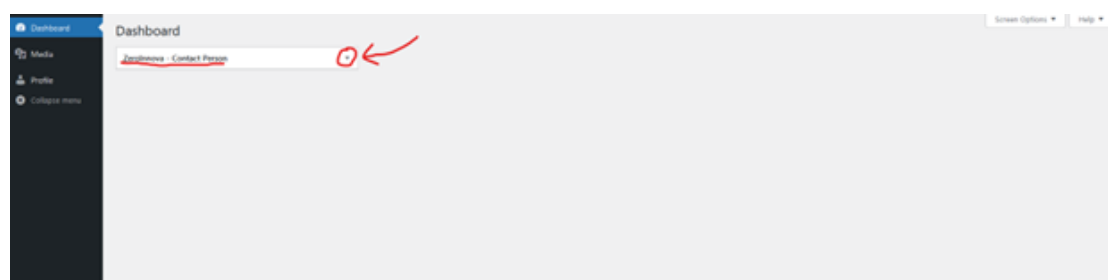 Dashboard
Media
Profile
Collapse menu
Dashboard
ZeroInnova - Contact Person
Screen Options
Help